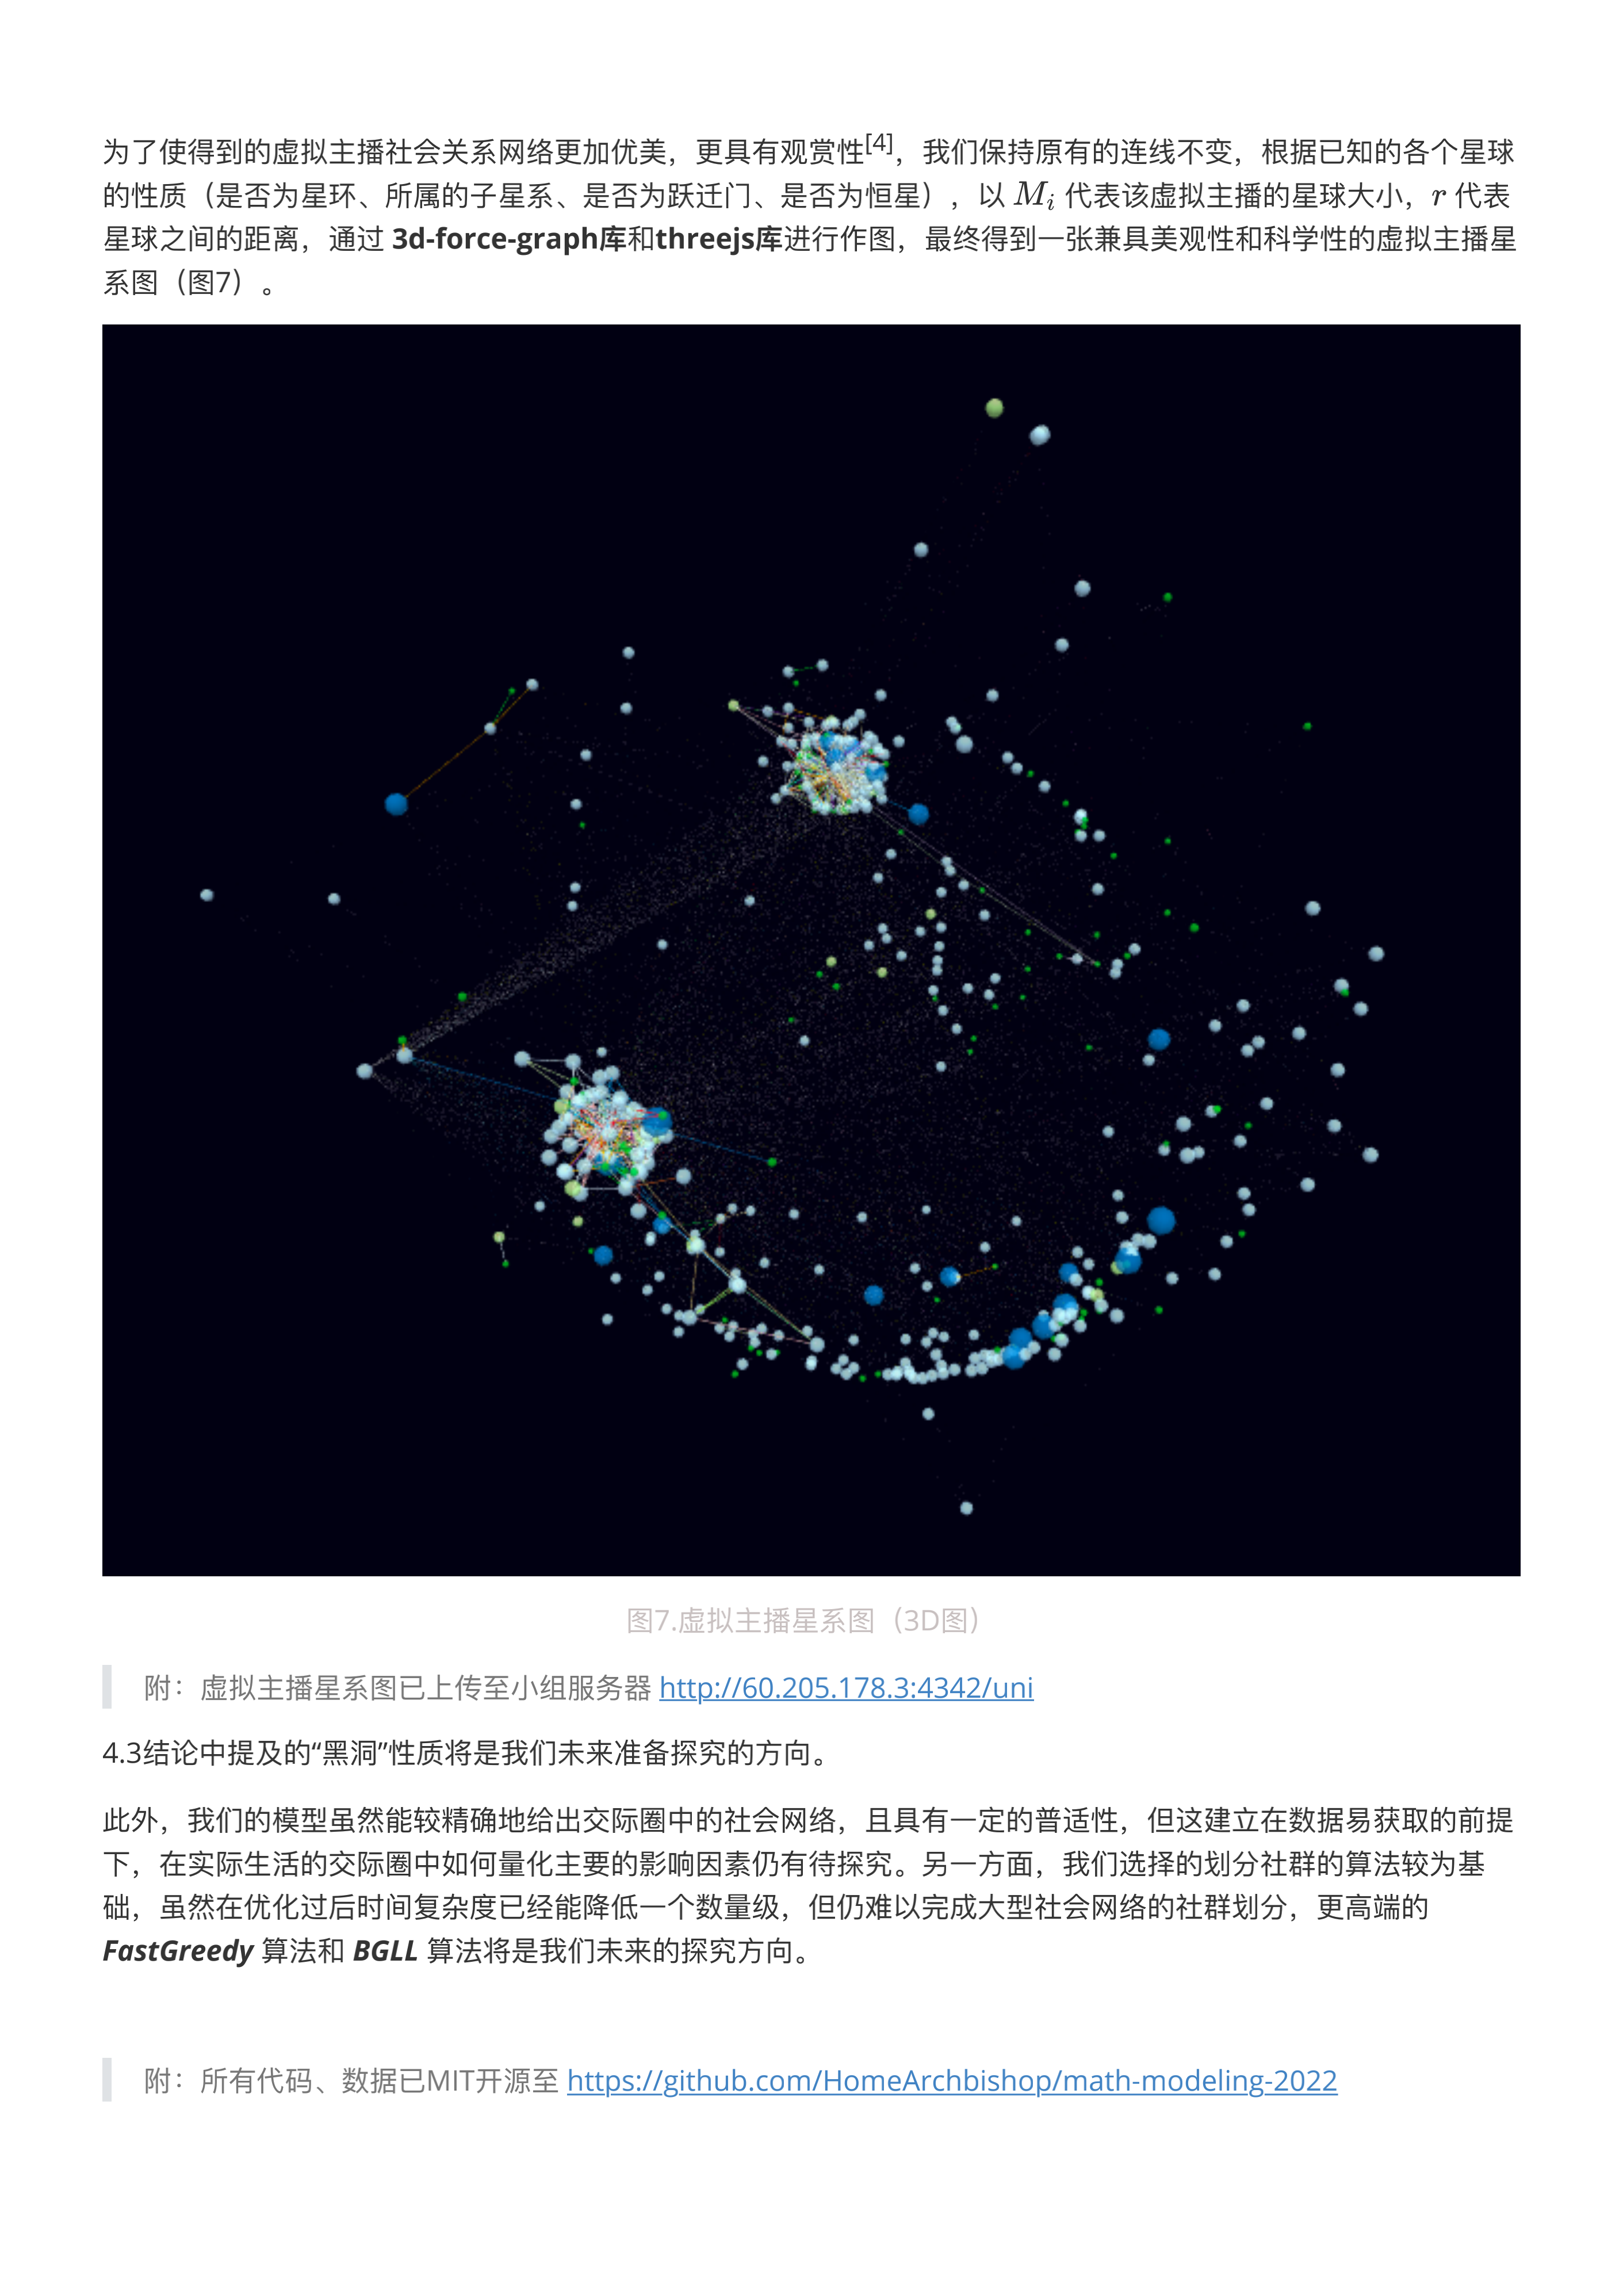 为了使得到的虚拟主播社会关系网络更加优美，更具有观赏性[4]，我们保持原有的连线不变，根据已知的各个星球
的性质（是否为星环、所属的子星系、是否为跃迁门、是否为恒星），以 Mi 代表该虚拟主播的星球大小，r 代表
星球之间的距离，通过 3d-force-graph库和threejs库进行作图，最终得到一张兼具美观性和科学性的虚拟主播星
系图（图7）。
图7.虚拟主播星系图（3D图）
附：虚拟主播星系图已上传至小组服务器 http://60.205.178.3:4342/uni
4.3结论中提及的“黑洞”性质将是我们未来准备探究的方向。
此外，我们的模型虽然能较精确地给出交际圈中的社会网络，且具有一定的普适性，但这建立在数据易获取的前提
下，在实际生活的交际圈中如何量化主要的影响因素仍有待探究。另一方面，我们选择的划分社群的算法较为基
础，虽然在优化过后时间复杂度已经能降低一个数量级，但仍难以完成大型社会网络的社群划分，更高端的
FastGreedy 算法和 BGLL 算法将是我们未来的探究方向。
附：所有代码、数据已MIT开源至 https://github.com/HomeArchbishop/math-modeling-2022